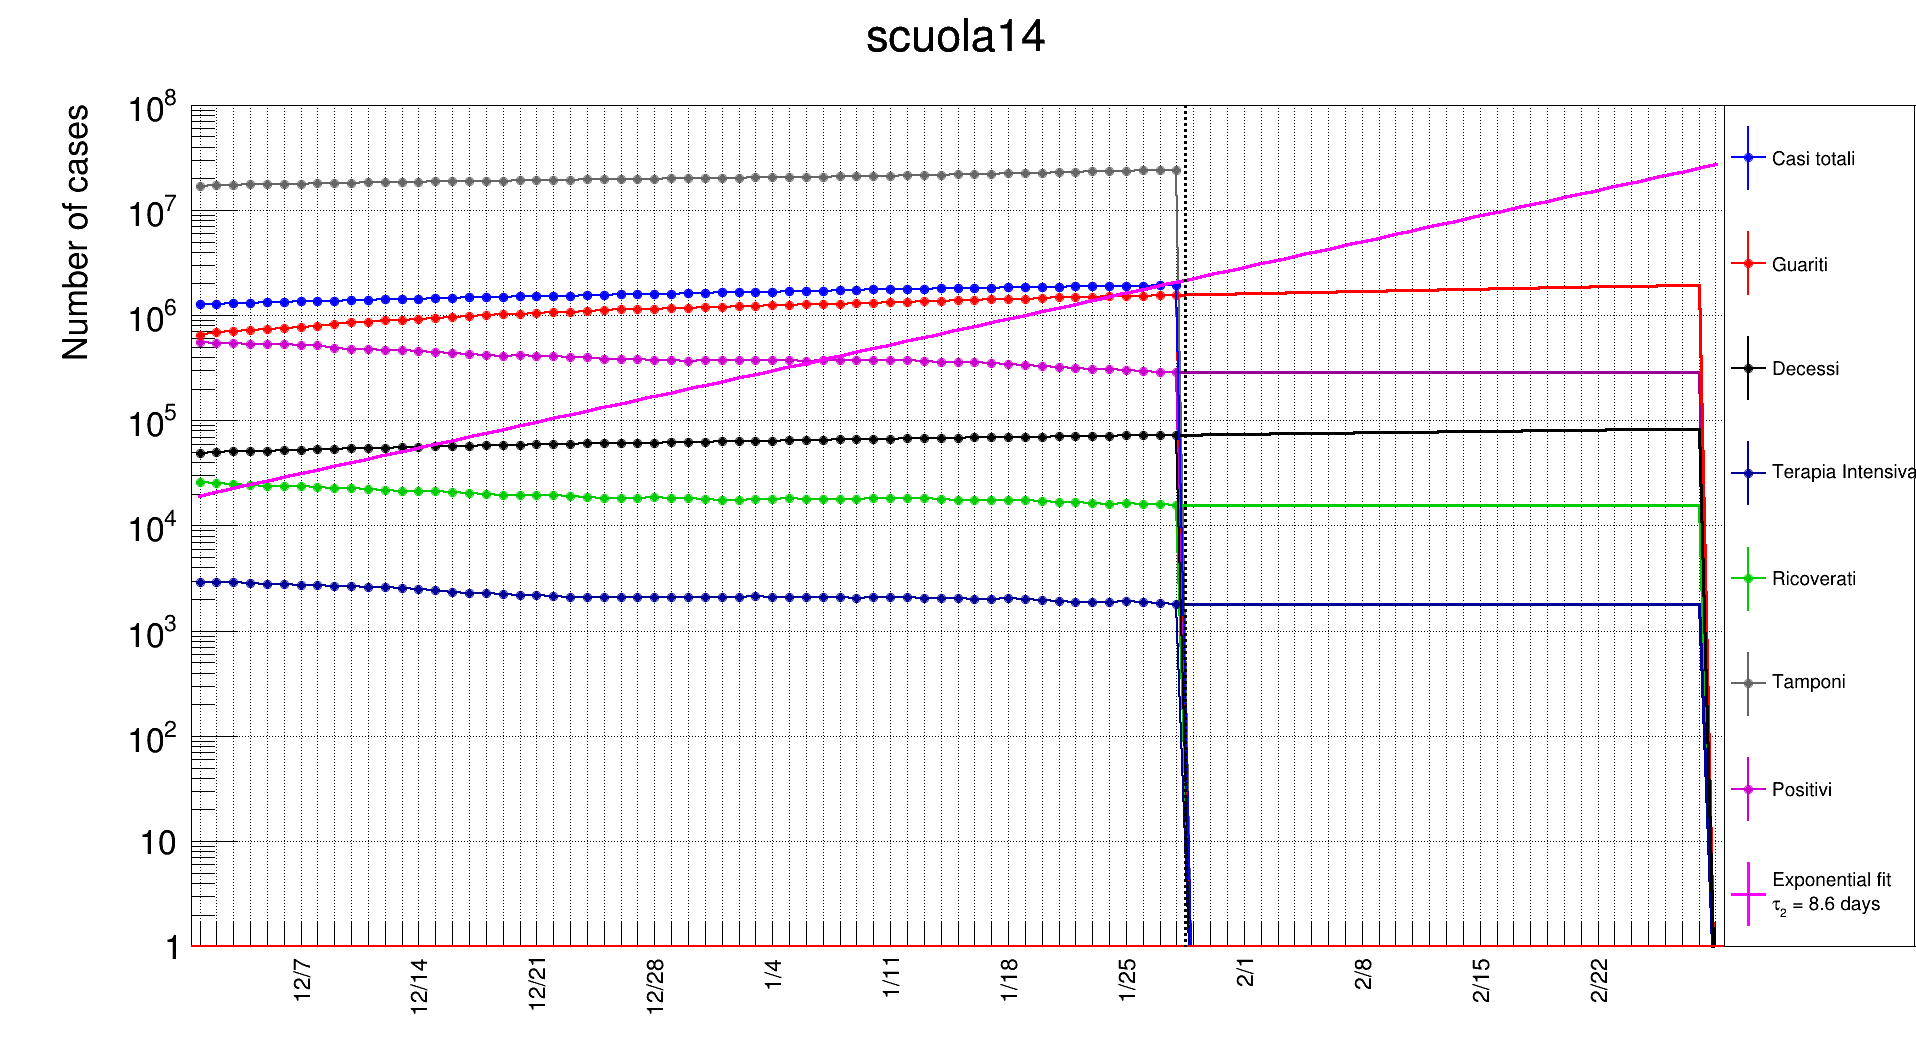 scuola14
Number of cases
10^8
10^7
10^6
10^5
10^4
10^3
10^2
10
1
12/7
12/14
12/21
12/28
1/4
1/11
1/18
1/25
2/1
2/8
2/15
2/22
Casi totali
Guariti
Decessi
Terapia Intensiva
Ricoverati
Tamponi
Positivi
Exponential fit
τ_2 = 8.6 days